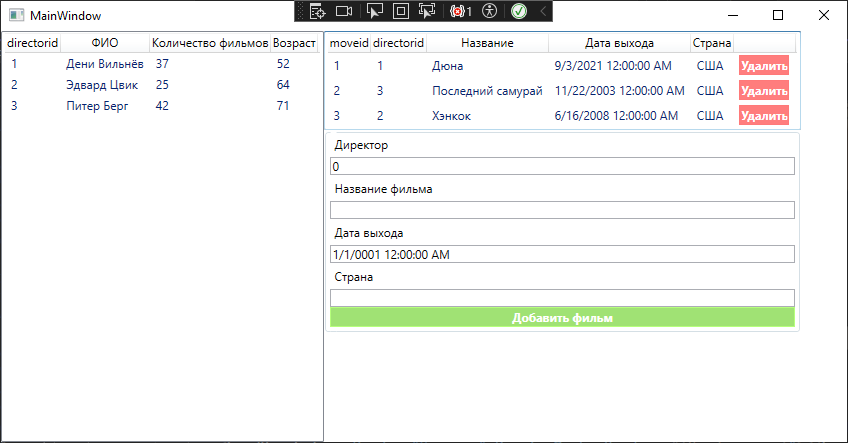 MainWindow
1
directorid ФИО Количество фильмов Возраст
1 Дени Вильнёв 37 52
2 Эдвард Цвик 25 64
3 Питер Берг 42 71
moveid directorid Название Дата выхода Страна
1 1 Дюна 9/3/2021 12:00:00 AM США Удалить
2 3 Последний самурай 11/22/2003 12:00:00 AM США Удалить
3 2 Хэнкок 6/16/2008 12:00:00 AM США Удалить
Директор
0
Название фильма
Дата выхода
1/1/0001 12:00:00 AM
Страна
Добавить фильм